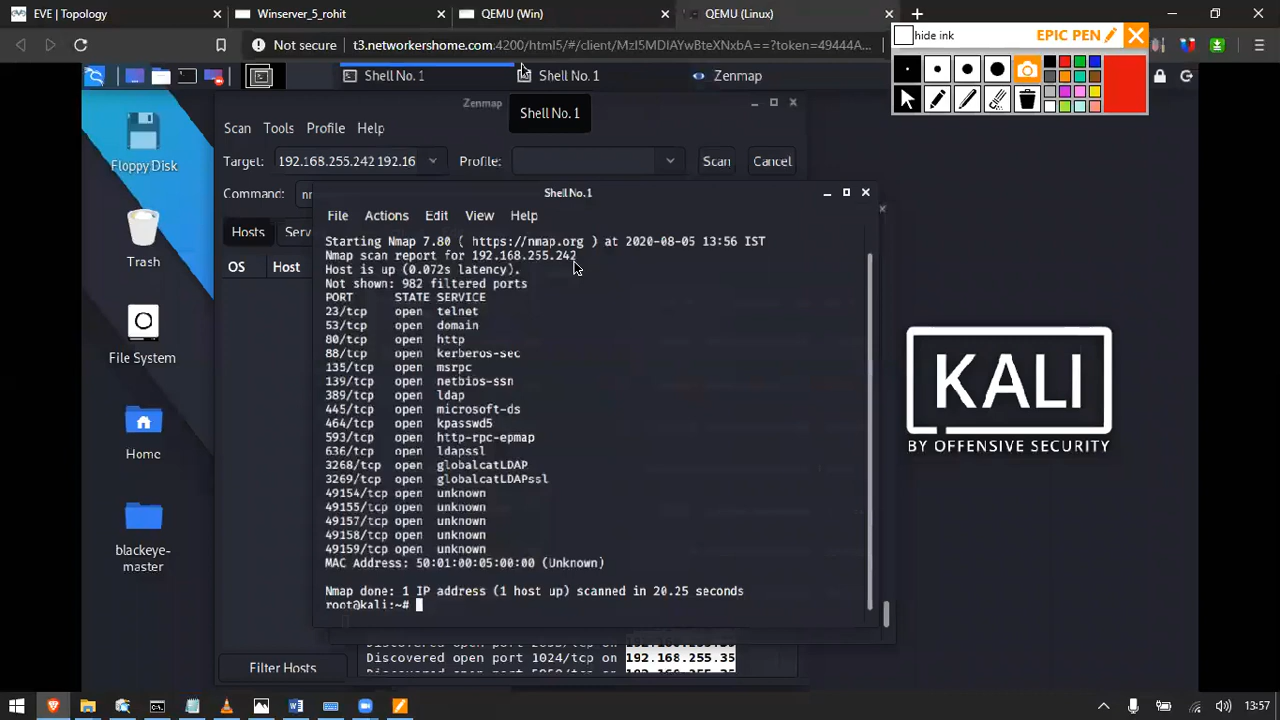 EVE | Topology
Winserver_5_rohit
QEMU (Win)
QEMU (Linux)
Not secure
networkershome.com:4200/html5/#/client/MzI5MDIAYwBteXNxbA==?token=49444A...
hide ink
EPIC PEN
Shell No. 1
Shell No. 1
Zenmap
Zenmap
Shell No. 1
Floppy Disk
Scan Tools Profile Help
Target: 192.168.255.242 192.16 Profile: Scan Cancel
Command: nr
Shell No.1
File Actions Edit View Help
Trash
Hosts Serv
OS Host
Starting Nmap 7.80 ( https://nmap.org ) at 2020-08-05 13:56 IST
Nmap scan report for 192.168.255.242
Host is up (0.072s latency).
Not shown: 982 filtered ports
PORT STATE SERVICE
23/tcp open telnet
53/tcp open domain
80/tcp open http
88/tcp open kerberos-sec
135/tcp open msrpc
139/tcp open netbios-ssn
389/tcp open ldap
445/tcp open microsoft-ds
464/tcp open kpasswd5
593/tcp open http-rpc-epmap
636/tcp open ldapssl
3268/tcp open globalcatLDAP
3269/tcp open globalcatLDAPssl
49154/tcp open unknown
49155/tcp open unknown
49157/tcp open unknown
49158/tcp open unknown
49159/tcp open unknown
MAC Address: 50:01:00:05:00:00 (Unknown)
Nmap done: 1 IP address (1 host up) scanned in 20.25 seconds
root@kali:~#
File System
Home
blackeye-
master
KALI
BY OFFENSIVE SECURITY
Filter Hosts
Discovered open port 1024/tcp on 192.168.255.35
13:57